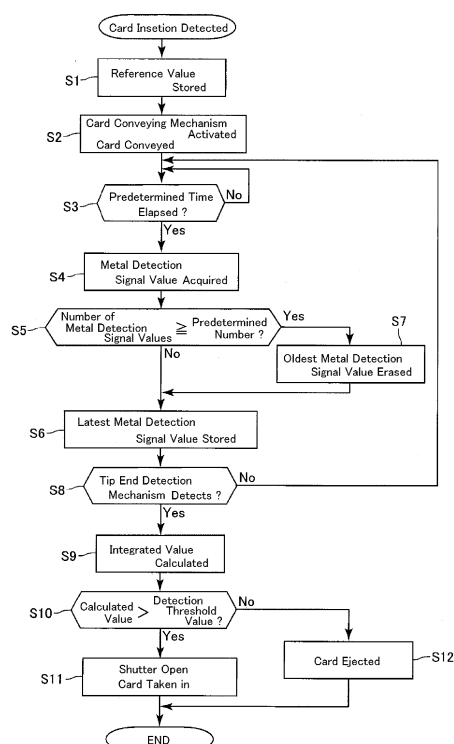 Card Insetion Detected
S1
Reference Value
Stored
S2
Card Conveying Mechanism
Activated
Card Conveyed
S3
Predetermined Time
Elapsed ?
No
Yes
S4
Metal Detection
Signal Value Acquired
S5
Number of
Metal Detection
Signal Values
≧
Predetermined
Number ?
Yes
No
S7
Oldest Metal Detection
Signal Value Erased
S6
Latest Metal Detection
Signal Value Stored
S8
Tip End Detection
Mechanism Detects ?
No
Yes
S9
Integrated Value
Calculated
S10
Calculated
Value
>
Detection
Threshold
Value ?
No
Yes
S11
Shutter Open
Card Taken in
Card Ejected
S12
END